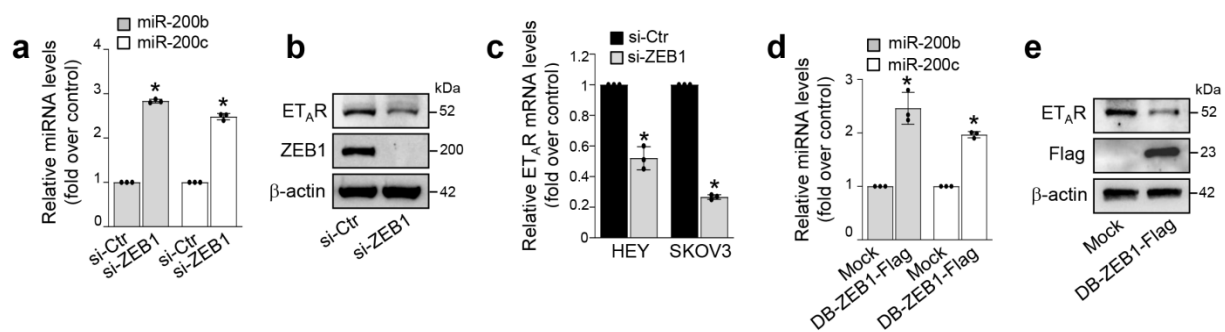 a
miR-200b
miR-200c
Relative miRNA levels
(fold over control)
4
3
2
1
0
*
*
si-Ctr
si-ZEB1
si-Ctr
si-ZEB1
b
kDa
ETAR
52
ZEB1
200
β-actin
42
si-Ctr
si-ZEB1
c
si-Ctr
si-ZEB1
Relative ETAR mRNA levels
(fold over control)
1
0.8
0.6
0.4
0.2
0
*
*
HEY
SKOV3
d
miR-200b
miR-200c
Relative miRNA levels
(fold over control)
3
2
1
0
*
*
Mock
DB-ZEB1-Flag
Mock
DB-ZEB1-Flag
e
kDa
ETAR
52
Flag
23
β-actin
42
Mock
DB-ZEB1-Flag